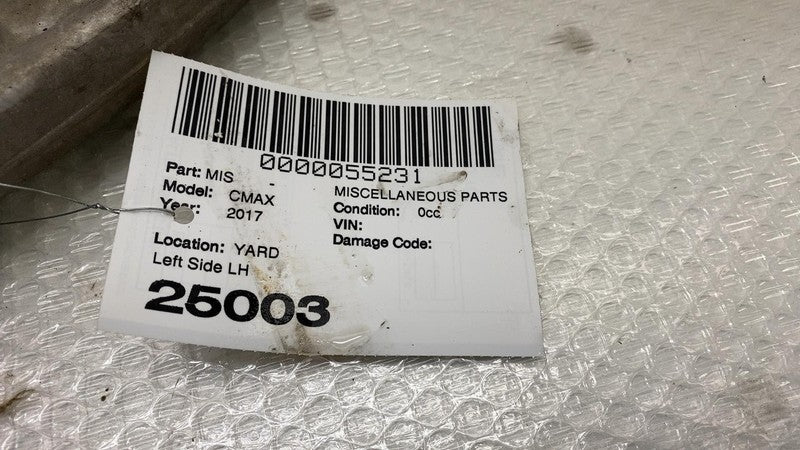 0000055231
Part: MIS -
MISCELLANEOUS PARTS
Model: CMAX
Condition: 0cc
Year: 2017
VIN:
Damage Code:
Location: YARD
Left Side LH
25003